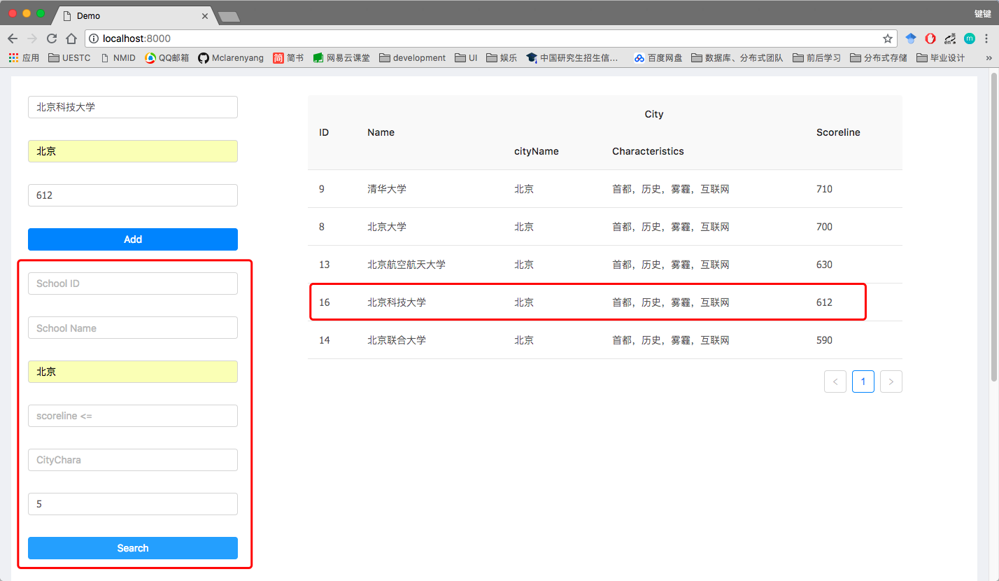 Demo
键键
localhost:8000
应用 UESTC NMID QQ邮箱 Mclarenyang 简 简书 网易云课堂 development UI 娱乐 中国研究生招生信... 百度网盘 数据库、分布式团队 前后学习 分布式存储 毕业设计 »
北京科技大学
北京
612
Add
School ID
School Name
北京
scoreline <=
CityChara
5
Search
City
ID Name Scoreline
cityName Characteristics
9 清华大学 北京 首都，历史，雾霾，互联网 710
8 北京大学 北京 首都，历史，雾霾，互联网 700
13 北京航空航天大学 北京 首都，历史，雾霾，互联网 630
16 北京科技大学 北京 首都，历史，雾霾，互联网 612
14 北京联合大学 北京 首都，历史，雾霾，互联网 590
< 1 >